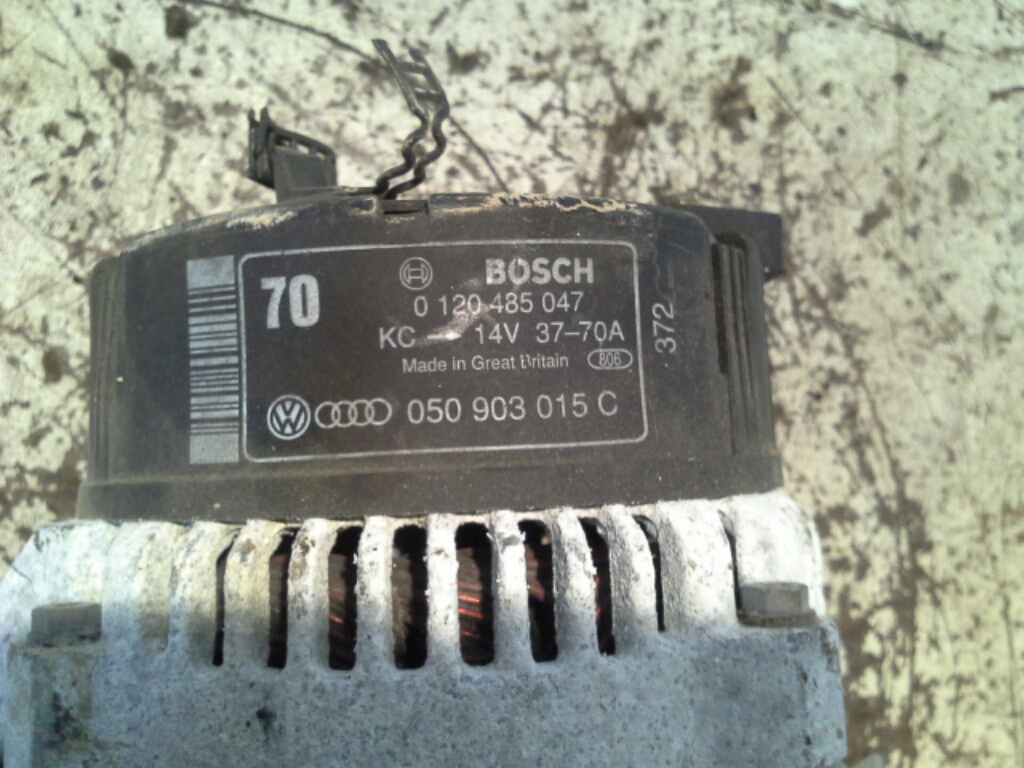 70
BOSCH
0 120 485 047
KC 14V 37–70A
Made in Great Britain 806
VW 050 903 015 C
372